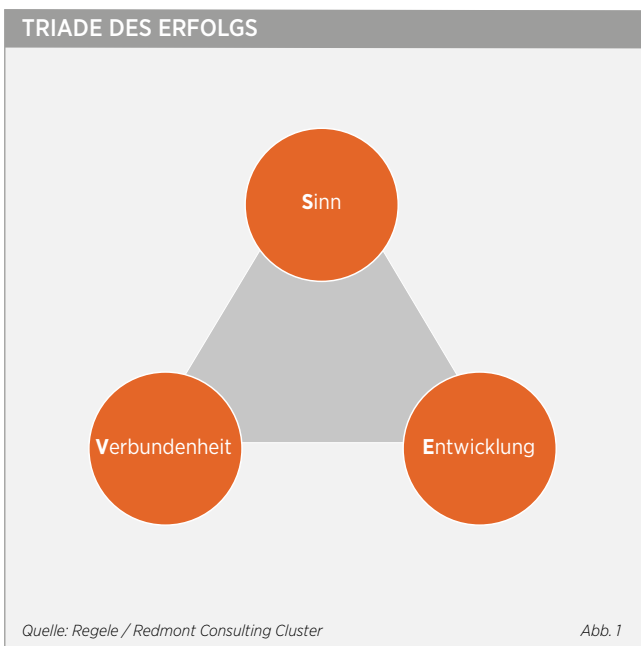 TRIADE DES ERFOLGS
Sinn
Verbundenheit
Entwicklung
Quelle: Regele / Redmont Consulting Cluster
Abb. 1